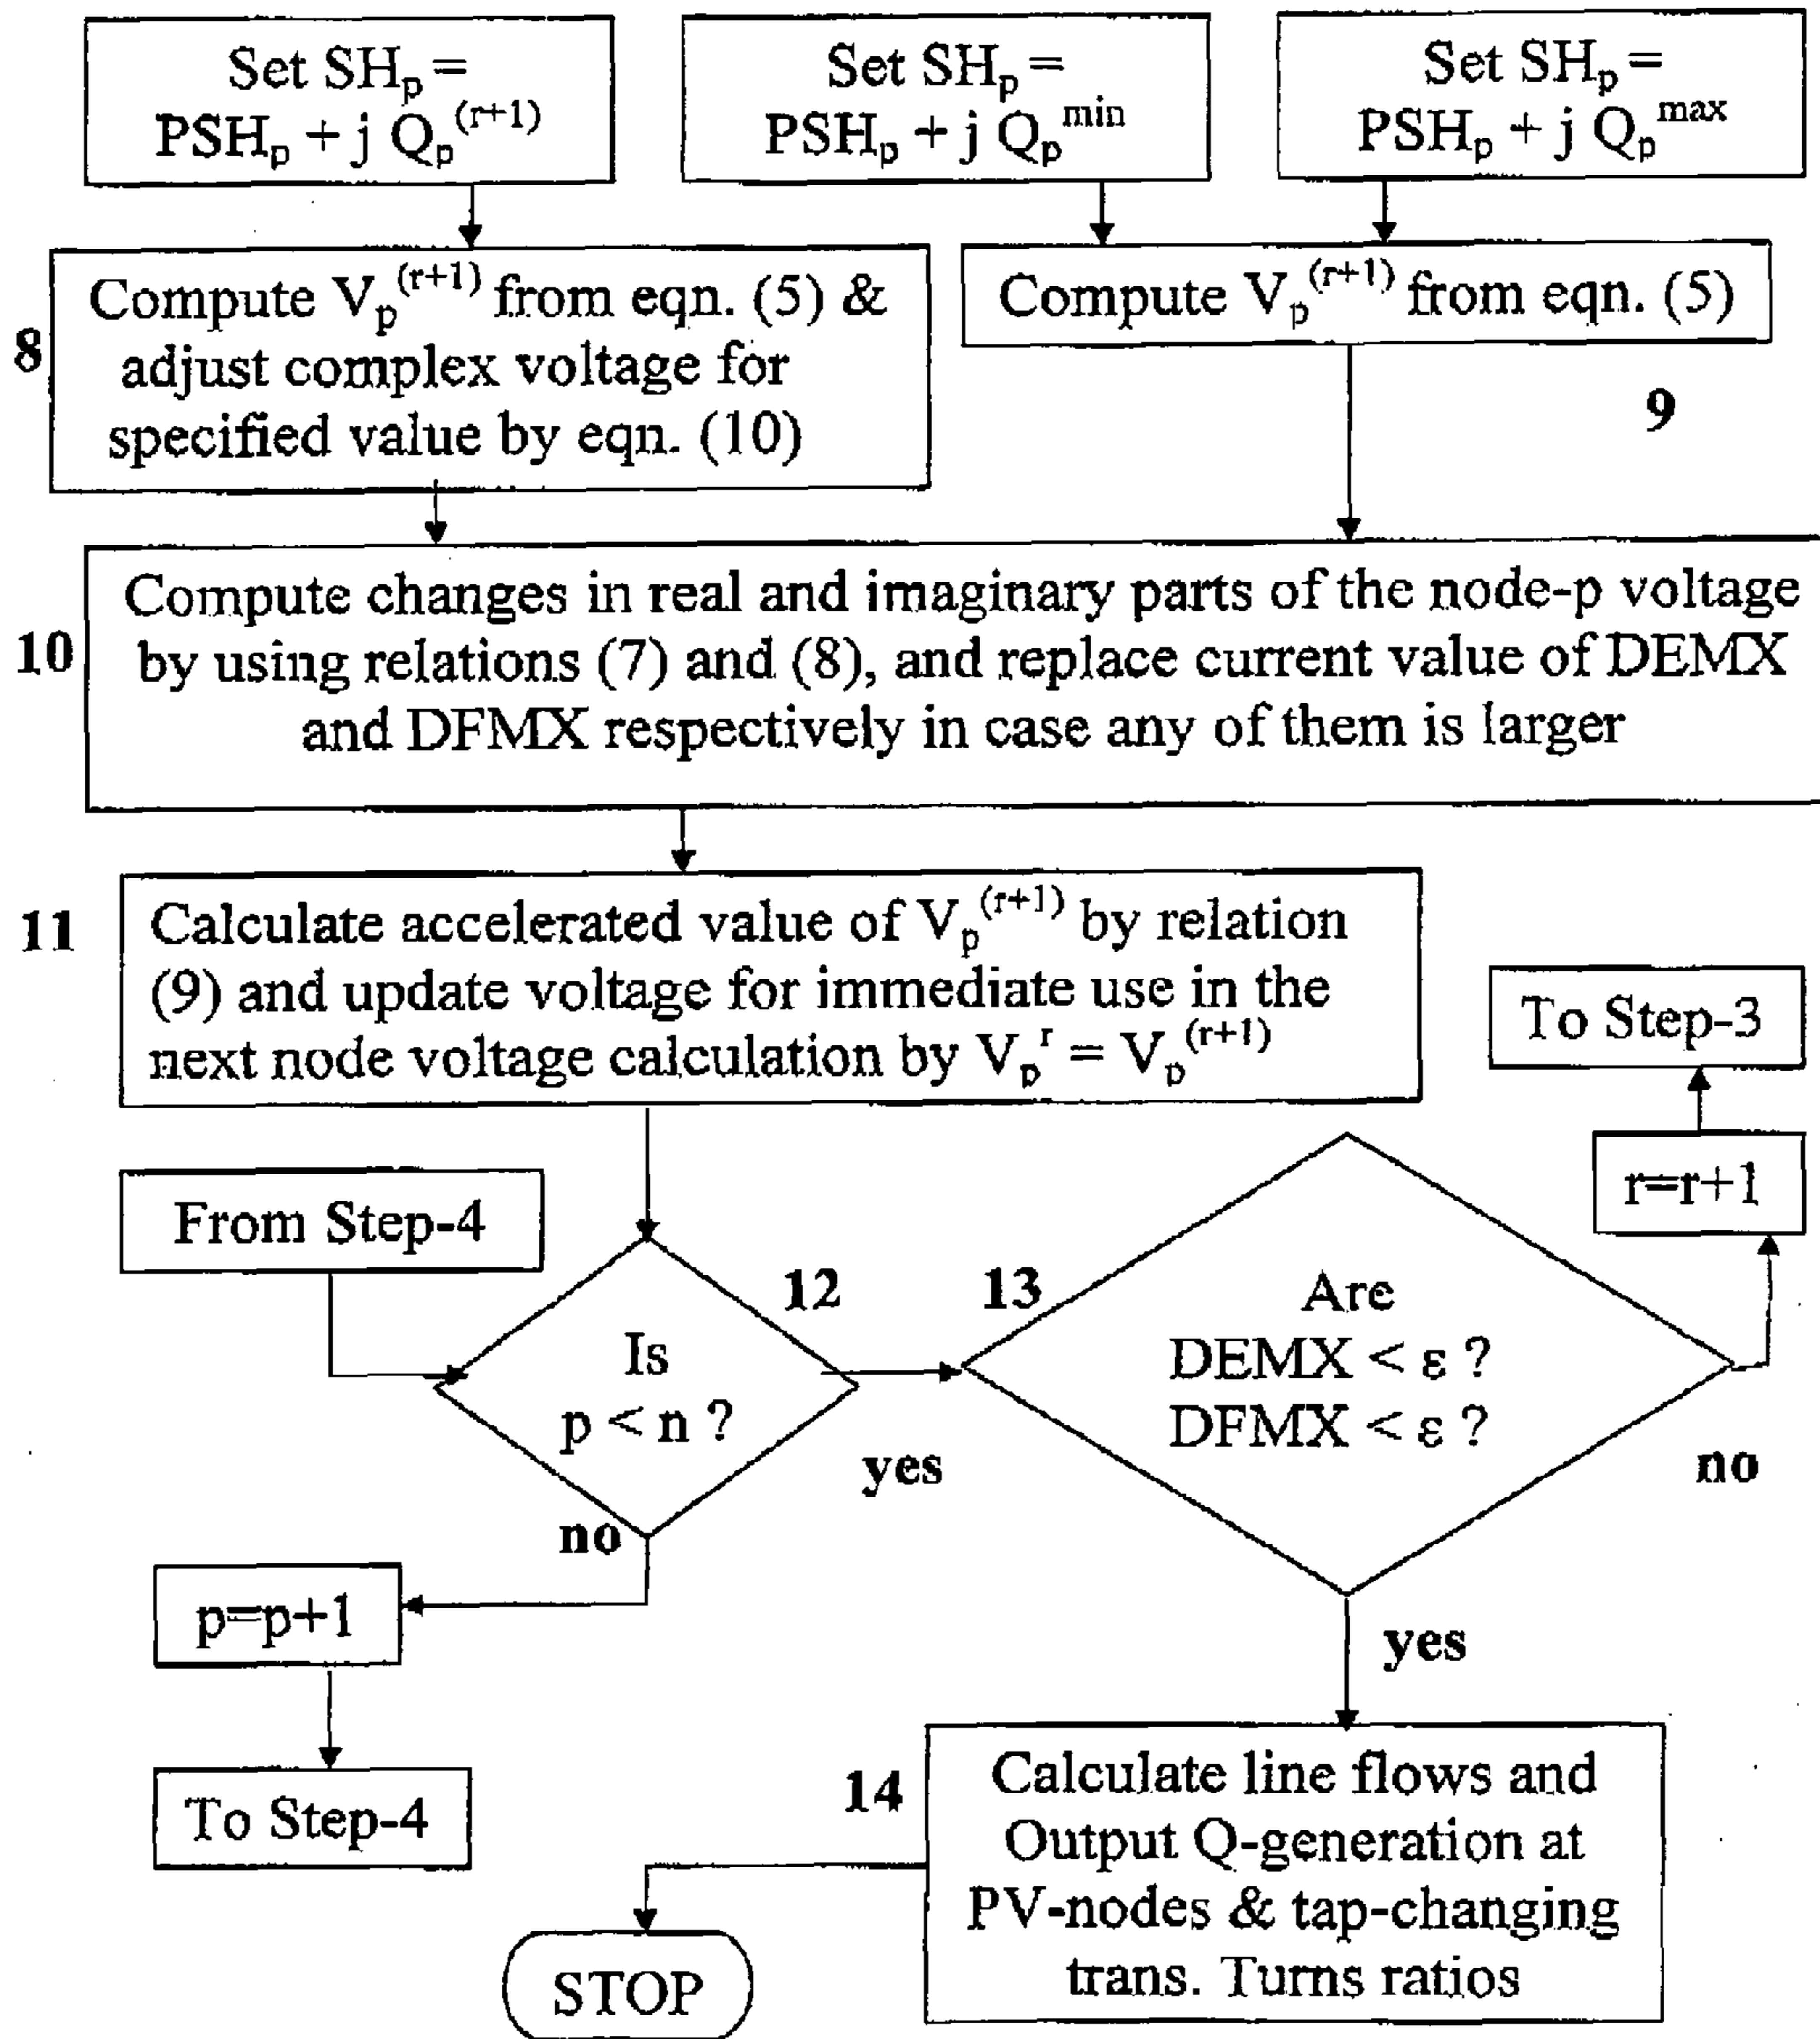 Set SHₚ =
PSHₚ + j Qₚ⁽ʳ⁺¹⁾
Set SHₚ =
PSHₚ + j Qₚᵐⁱⁿ
Set SHₚ =
PSHₚ + j Qₚᵐᵃˣ
8
Compute Vₚ⁽ʳ⁺¹⁾ from eqn. (5) &
adjust complex voltage for
specified value by eqn. (10)
Compute Vₚ⁽ʳ⁺¹⁾ from eqn. (5)
9
10
Compute changes in real and imaginary parts of the node-p voltage
by using relations (7) and (8), and replace current value of DEMX
and DFMX respectively in case any of them is larger
11
Calculate accelerated value of Vₚ⁽ʳ⁺¹⁾ by relation
(9) and update voltage for immediate use in the
next node voltage calculation by Vₚʳ = Vₚ⁽ʳ⁺¹⁾
To Step-3
r=r+1
From Step-4
12
Is
p < n ?
yes
no
13
Are
DEMX < ε ?
DFMX < ε ?
no
yes
p=p+1
To Step-4
14
Calculate line flows and
Output Q-generation at
PV-nodes & tap-changing
trans. Turns ratios
STOP